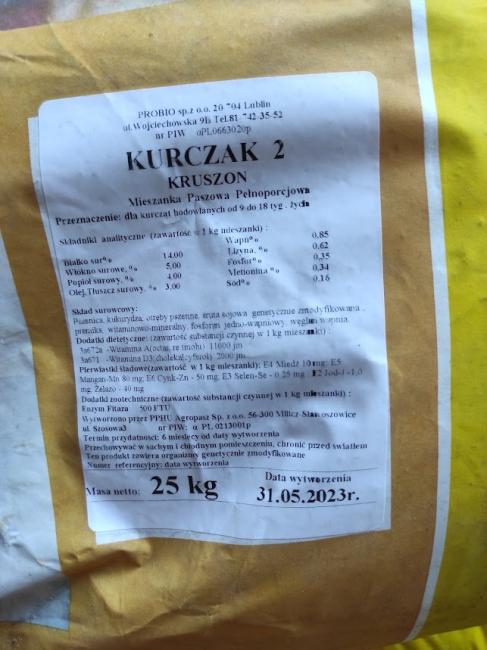 PROBIO sp.z o.o. 20-704 Lublin
ul.Wojciechowska 9B Tel.81 742-35-52
nr PIW αPL0663020p
KURCZAK 2
KRUSZON
Mieszanka Paszowa Pełnoporcjowa
Przeznaczenie: dla kurcząt hodowlanych od 9 do 18 tyg. życia
Składniki analityczne (zawartość w 1 kg mieszanki) :
Białko sur% 14,00
Włókno surowe, % 5,00
Popiół surowy, % 4,00
Olej.Tłuszcz surowy, % 3,00
Wapń% 0.85
Lizyna, % 0,62
Fosfor% 0,35
Metionina % 0,34
Sód% 0.16
Skład surowcowy:
Pszenica, kukurydza, otręby pszenne, śruta sojowa genetycznie zmodyfikowana,
premiks, witaminowo-mineralny, fosforan jedno-wapniowy, węglan wapnia,
Dodatki dietetyczne: (zawartość substancji czynnej w 1 kg mieszanki) :
3a672a -Witamina A(octan retinolu) 11000 jm
3a671 -Witamina D3(cholekalcyferol) 2000 jm
Pierwiastki śladowe(zawartość w 1 kg mieszanki): E4 Miedź 10 mg; E5
Mangan-Mn 80 mg; E6 Cynk-Zn - 50 mg; E3 Selen-Se - 0.25 mg E2 Jod-J -1,0
mg, Żelazo - 40 mg
Dodatki zootechniczne (zawartość substancji czynnej w 1 kg mieszanki) :
Enzym Fitaza 500 FTU
Wytworzono przez PPHU Agropasz Sp. z o.o. 56-300 Milicz-Stanoszowice
ul. Szosowa3 nr PIW: α PL 0213001p
Termin przydatności: 6 miesięcy od daty wytworzenia
Przechowywać w suchym i chłodnym pomieszczeniu, chronić przed światłem
Ten produkt zawiera organizmy genetycznie zmodyfikowane
Numer referencyjny: data wytworzenia
Masa netto: 25 kg
Data wytworzenia
31.05.2023r.